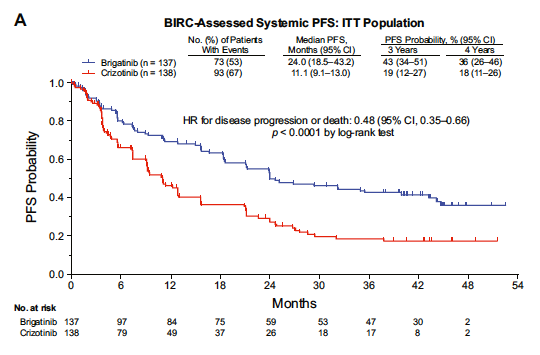 A
BIRC-Assessed Systemic PFS: ITT Population
No. (%) of Patients With Events Median PFS, Months (95% CI) PFS Probability, % (95% CI)
3 Years 4 Years
Brigatinib (n = 137) 73 (53) 24.0 (18.5–43.2) 43 (34–51) 36 (26–46)
Crizotinib (n = 138) 93 (67) 11.1 (9.1–13.0) 19 (12–27) 18 (11–26)
HR for disease progression or death: 0.48 (95% CI, 0.35–0.66)
p < 0.0001 by log-rank test
PFS Probability
1.0
0.8
0.6
0.4
0.2
0.0
0 6 12 18 24 30 36 42 48 54
Months
No. at risk
Brigatinib 137 97 84 75 59 53 47 30 2
Crizotinib 138 79 49 37 26 18 17 8 2